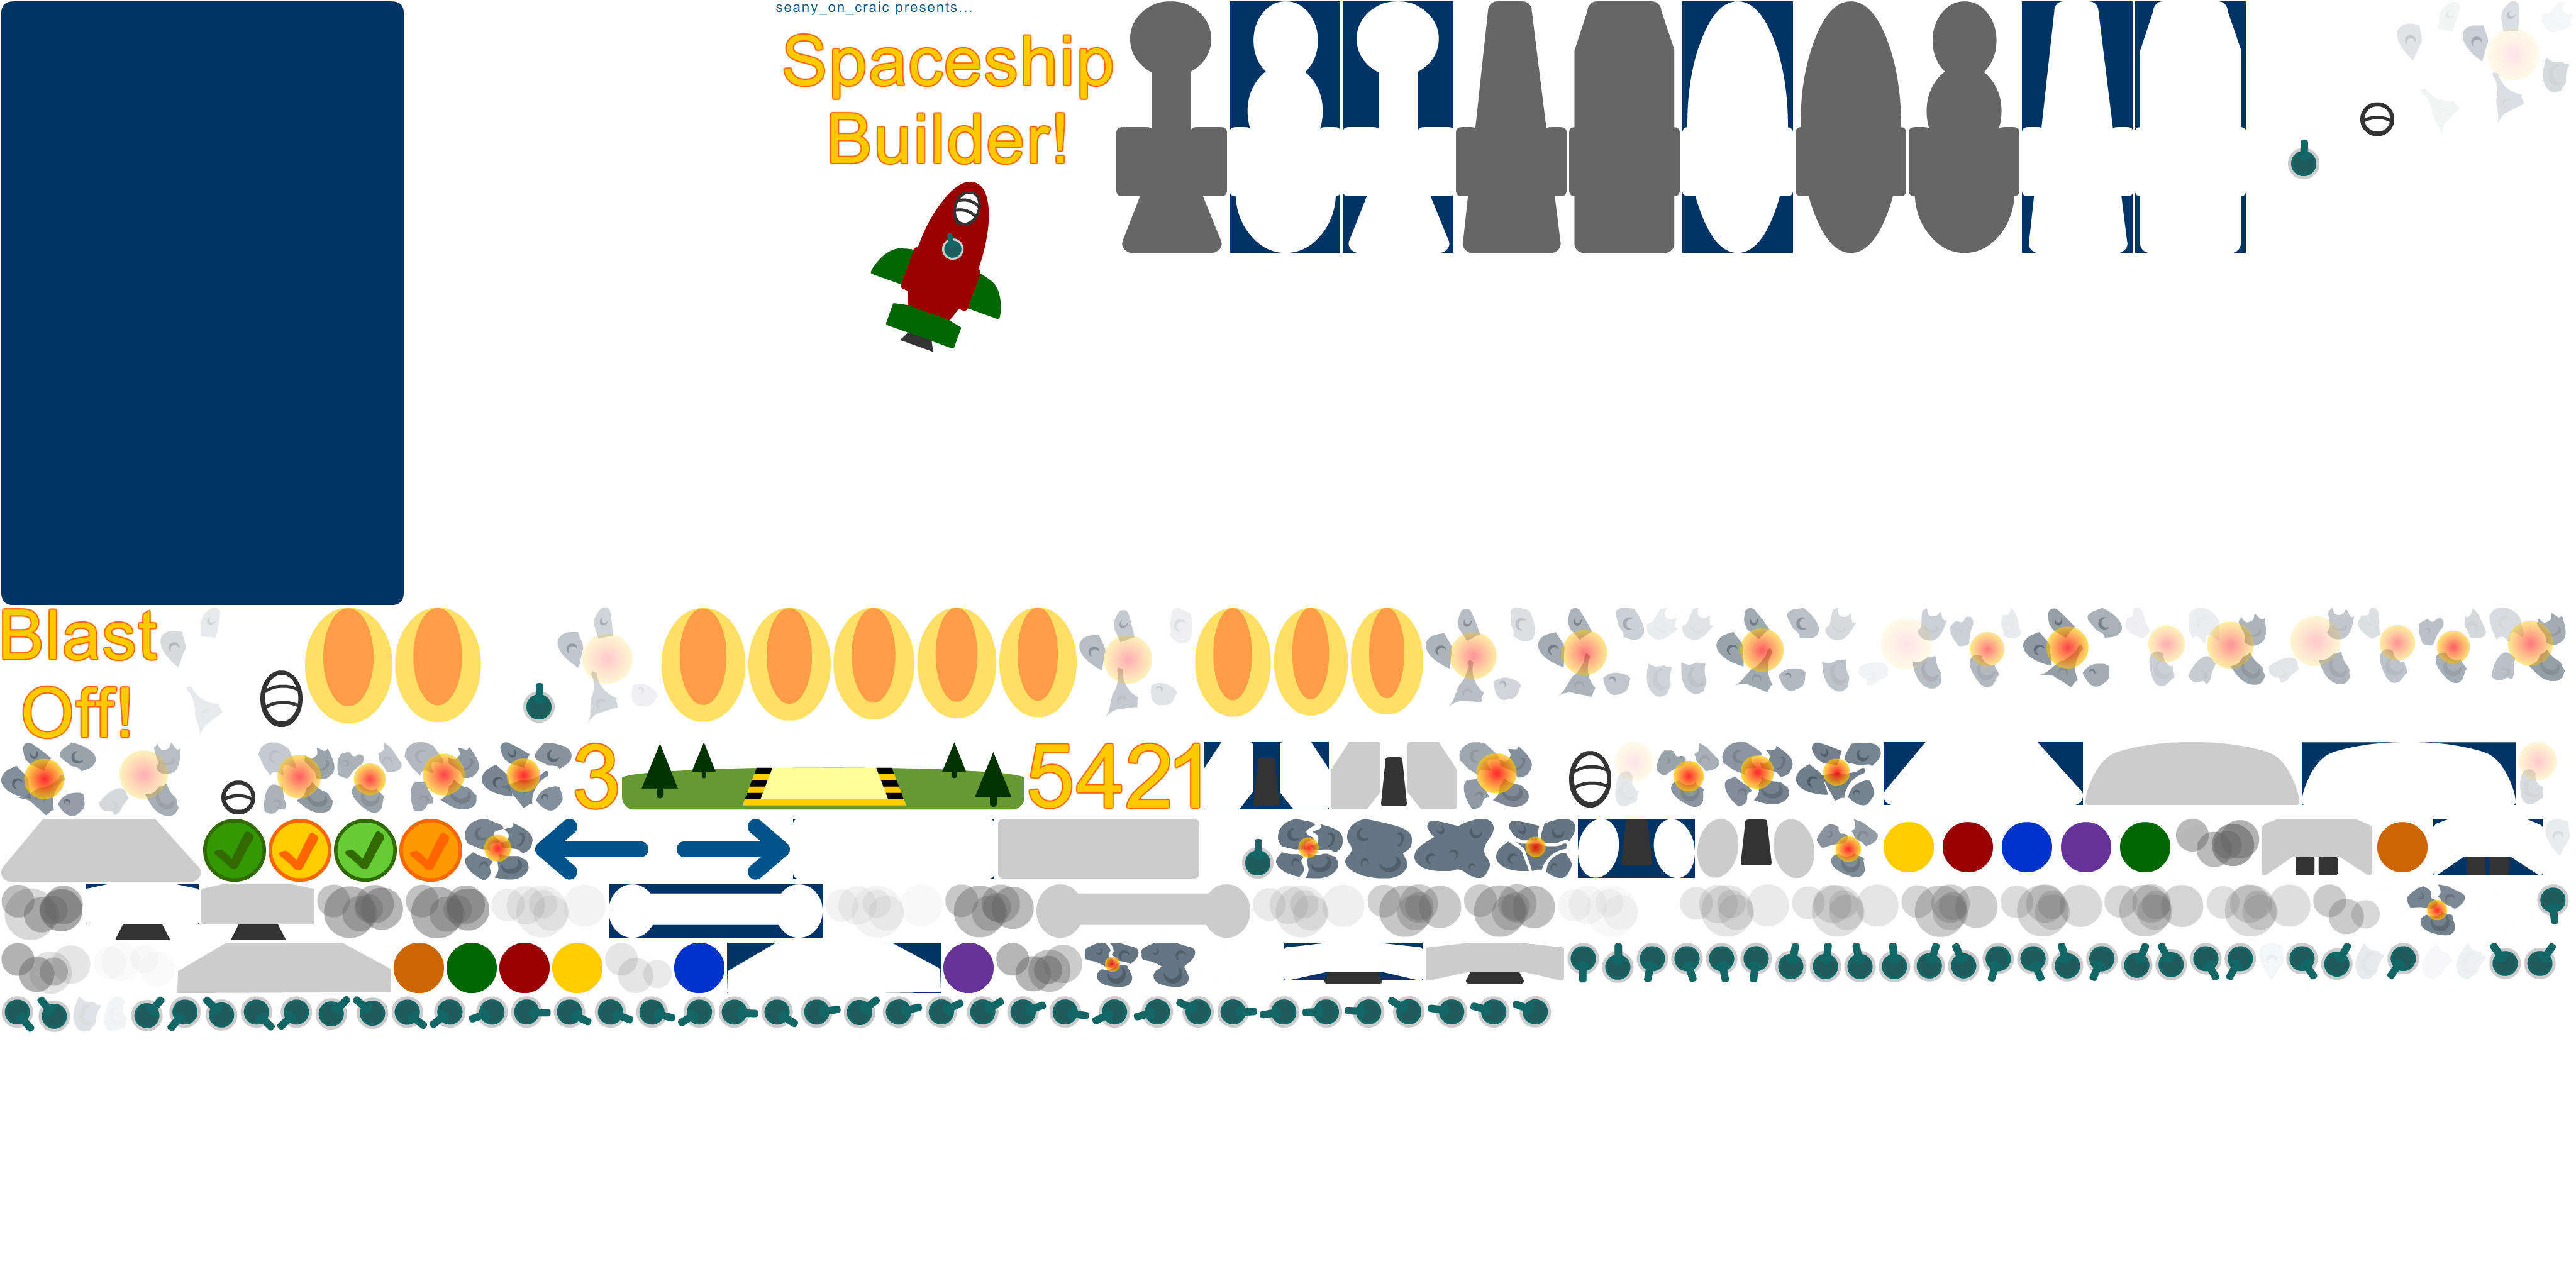 seany_on_craic presents...
Spaceship
Builder!
Blast
Off!
3
5421